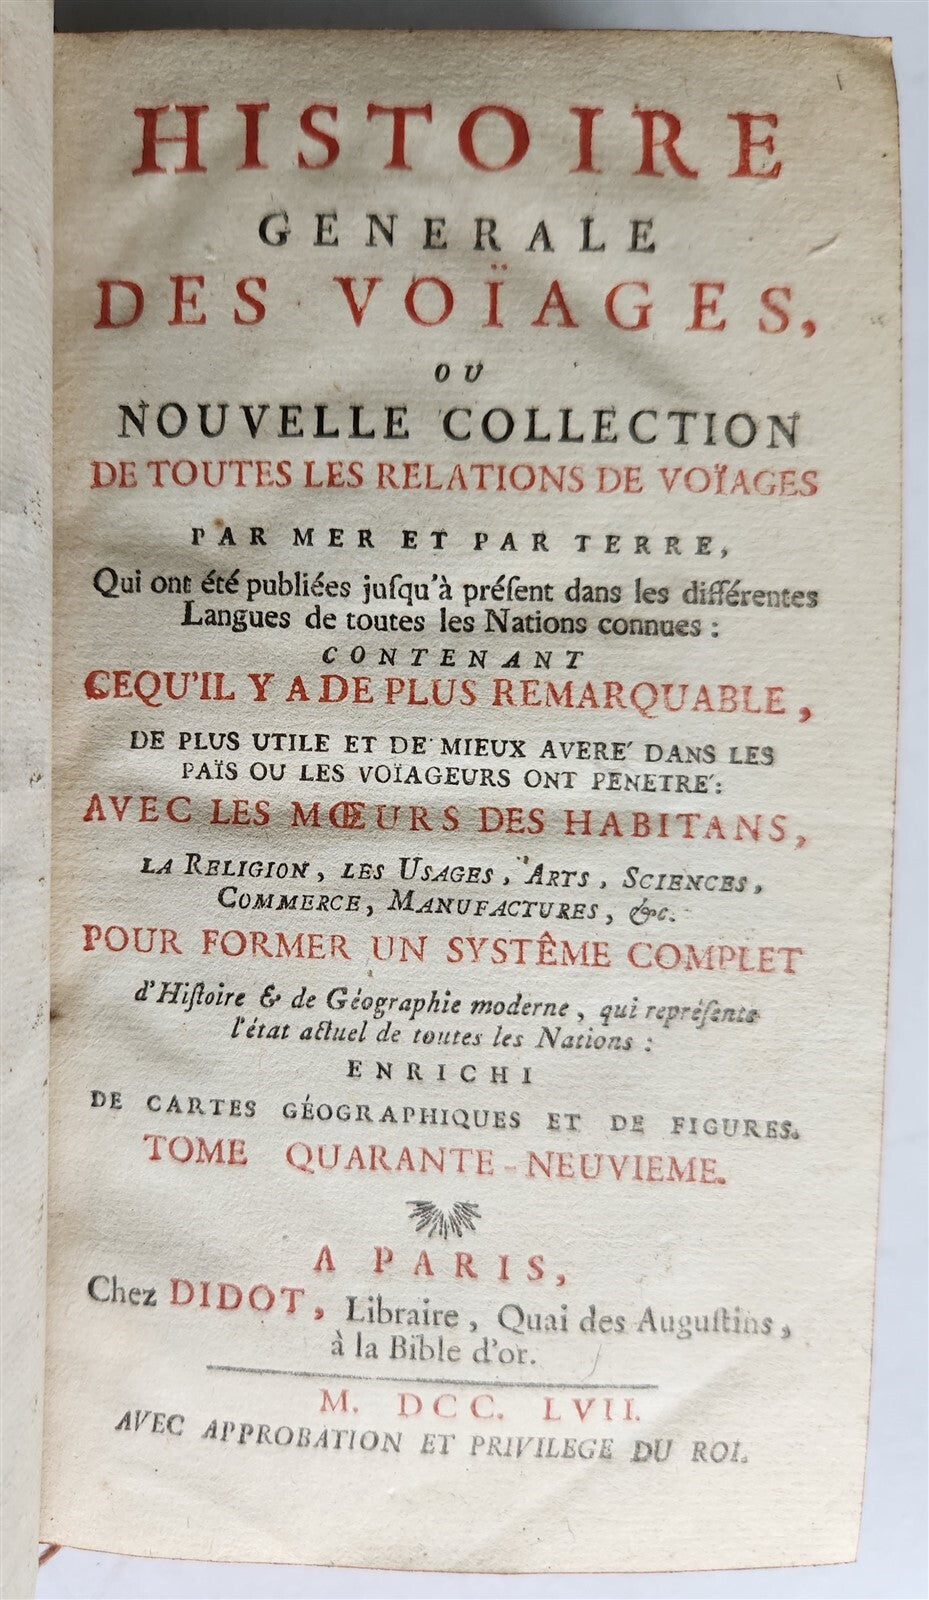 HISTOIRE
GENERALE
DES VOÏAGES,
OU
NOUVELLE COLLECTION
DE TOUTES LES RELATIONS DE VOÏAGES
PAR MER ET PAR TERRE,
Qui ont été publiées juſqu'à préſent dans les différentes
Langues de toutes les Nations connues :
CONTENANT
CEQU'IL Y A DE PLUS REMARQUABLE,
DE PLUS UTILE ET DE MIEUX AVERE' DANS LES
PAÏS OU LES VOÏAGEURS ONT PENETRE':
AVEC LES MŒURS DES HABITANS,
LA RELIGION, LES USAGES, ARTS, SCIENCES,
COMMERCE, MANUFACTURES, &c.
POUR FORMER UN SYSTÊME COMPLET
d'Hiſtoire & de Géographie moderne, qui repréſente
l'état actuel de toutes les Nations :
ENRICHI
DE CARTES GÉOGRAPHIQUES ET DE FIGURES.
TOME QUARANTE-NEUVIEME.
A PARIS,
Chez DIDOT, Libraire, Quai des Auguſtins,
à la Bible d'or.
M. DCC. LVII.
AVEC APPROBATION ET PRIVILEGE DU ROI.